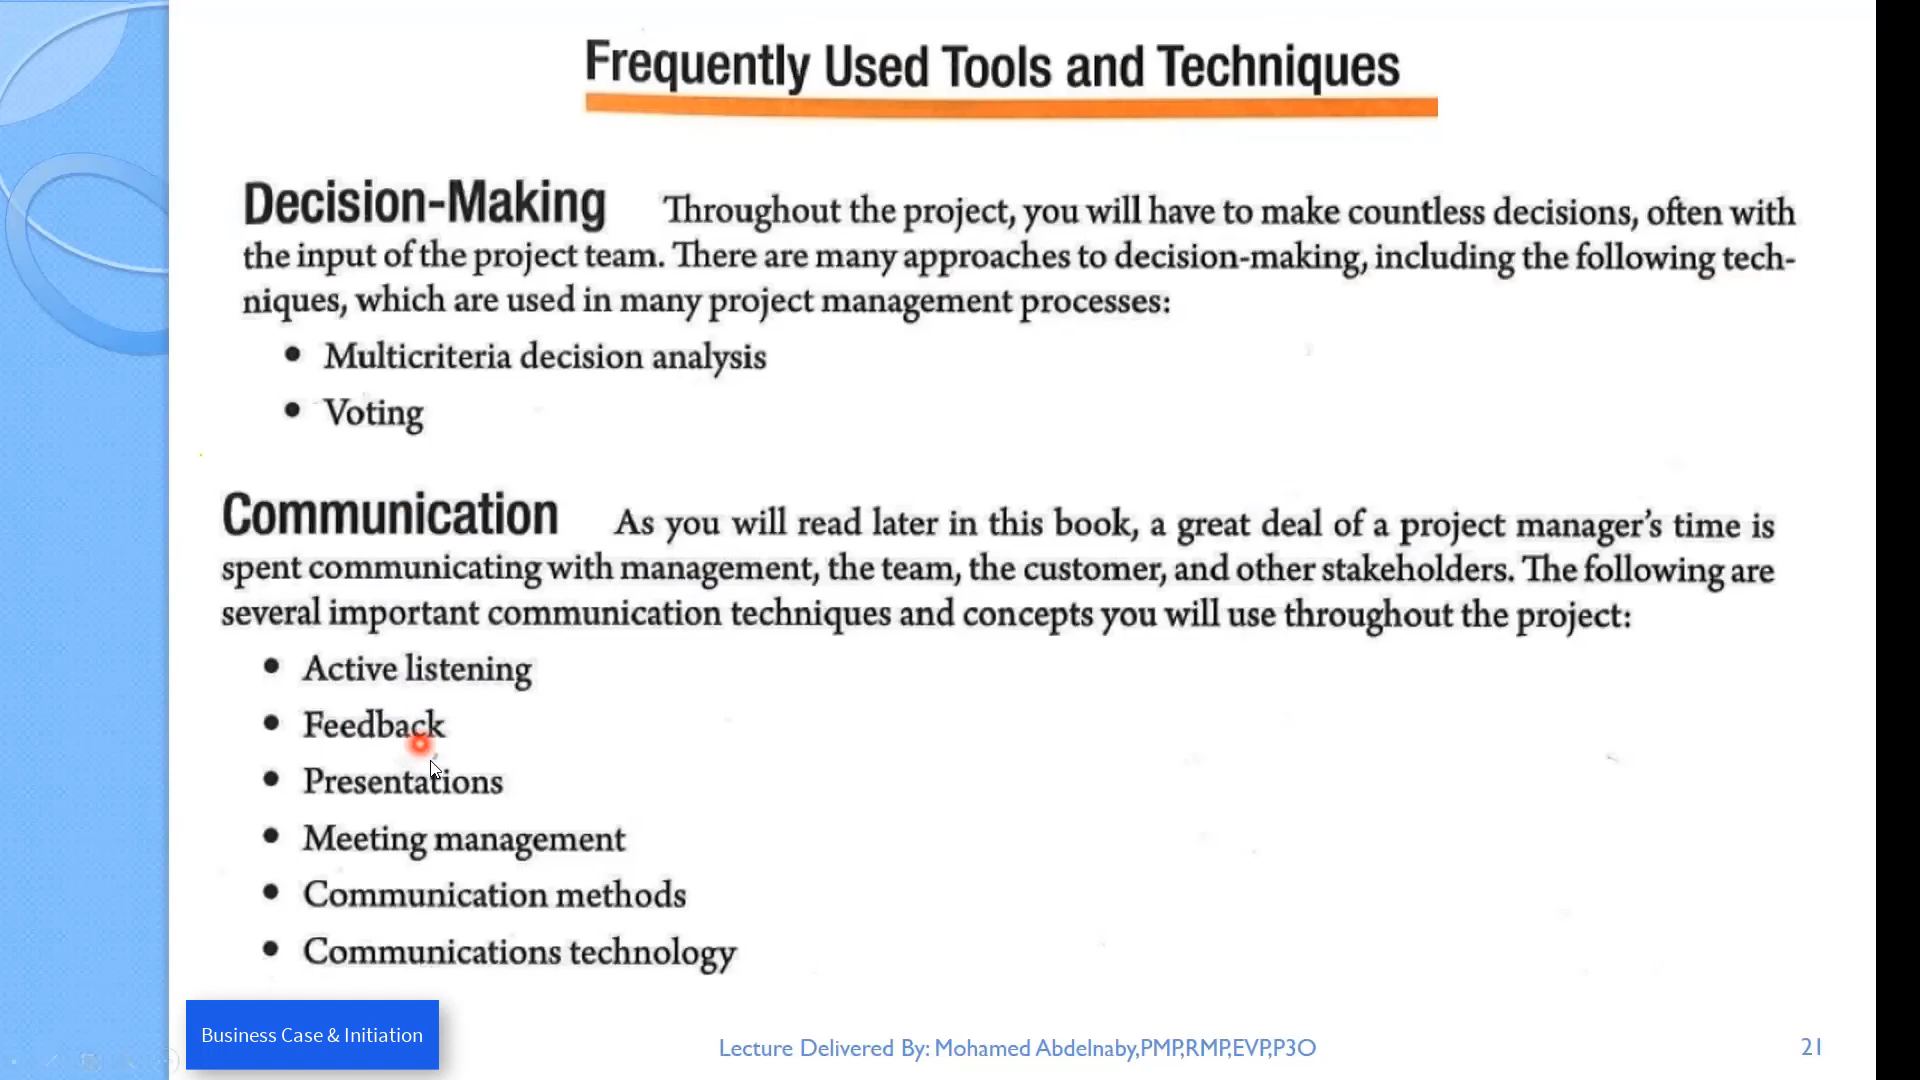 Frequently Used Tools and Techniques
Decision-Making Throughout the project, you will have to make countless decisions, often with
the input of the project team. There are many approaches to decision-making, including the following tech-
niques, which are used in many project management processes:
• Multicriteria decision analysis
• Voting
Communication As you will read later in this book, a great deal of a project manager's time is
spent communicating with management, the team, the customer, and other stakeholders. The following are
several important communication techniques and concepts you will use throughout the project:
• Active listening
• Feedback
• Presentations
• Meeting management
• Communication methods
• Communications technology
Business Case & Initiation
Lecture Delivered By: Mohamed Abdelnaby,PMP,RMP,EVP,P3O
21